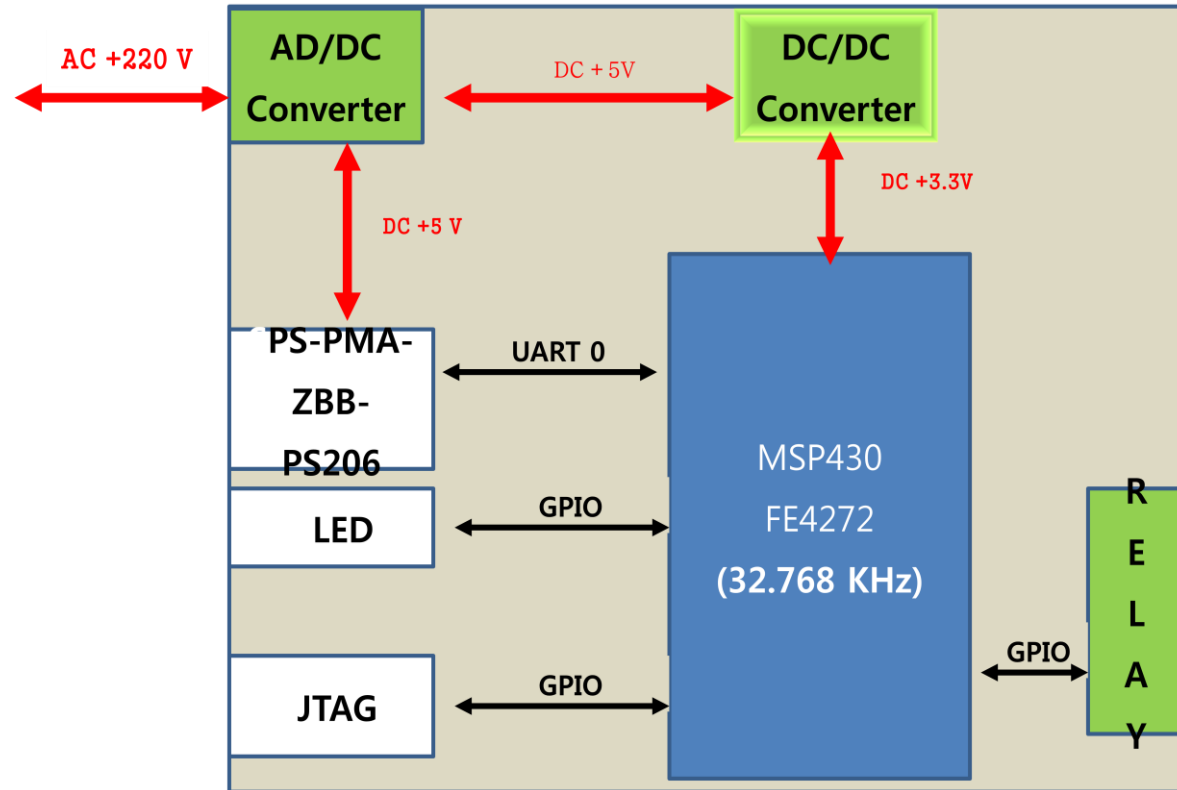 AC +220 V
AD/DC
Converter
DC + 5V
DC/DC
Converter
DC +5 V
DC +3.3V
PS-PMA-
ZBB-
PS206
UART 0
MSP430
FE4272
(32.768 KHz)
LED
GPIO
JTAG
GPIO
GPIO
R
E
L
A
Y